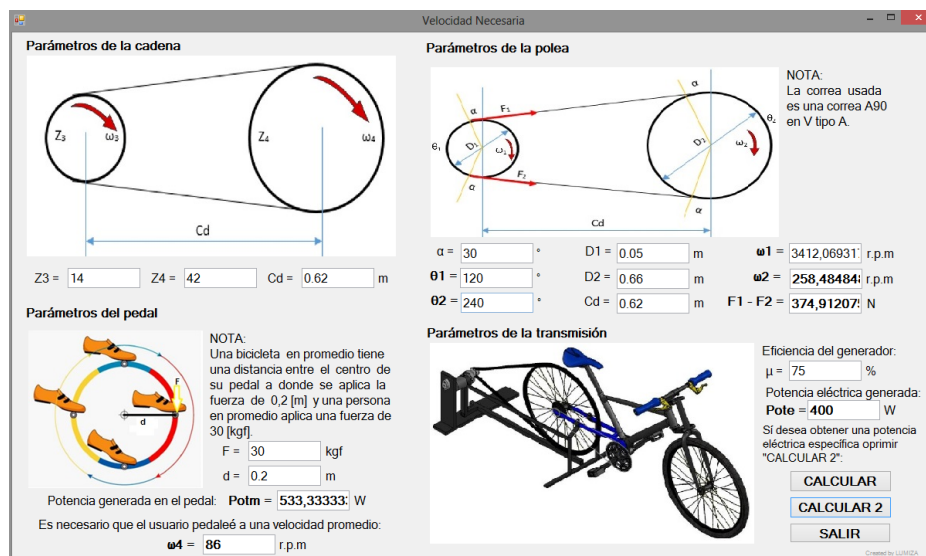 Velocidad Necesaria
Parámetros de la cadena
Z3
ω3
Z4
ω4
Cd
Z3 = 14
Z4 = 42
Cd = 0.62 m
Parámetros de la polea
α
F1
α
θ1
D1
ω1
D2
ω2
θ2
F2
α
α
Cd
NOTA:
La correa usada
es una correa A90
en V tipo A.
α = 30 °
D1 = 0.05 m
ω1 = 3412,06931 r.p.m
θ1 = 120 °
D2 = 0.66 m
ω2 = 258,48484 r.p.m
θ2 = 240 °
Cd = 0.62 m
F1 - F2 = 374,91207 N
Parámetros del pedal
F
d
NOTA:
Una bicicleta en promedio tiene
una distancia entre el centro de
su pedal a donde se aplica la
fuerza de 0,2 [m] y una persona
en promedio aplica una fuerza de
30 [kgf].
F = 30 kgf
d = 0.2 m
Potencia generada en el pedal: Potm = 533,33333 W
Es necesario que el usuario pedaleé a una velocidad promedio:
ω4 = 86 r.p.m
Parámetros de la transmisión
Eficiencia del generador:
μ = 75 %
Potencia eléctrica generada:
Pote = 400 W
Sí desea obtener una potencia
eléctrica específica oprimir
"CALCULAR 2":
CALCULAR
CALCULAR 2
SALIR
Created by LUMIZA